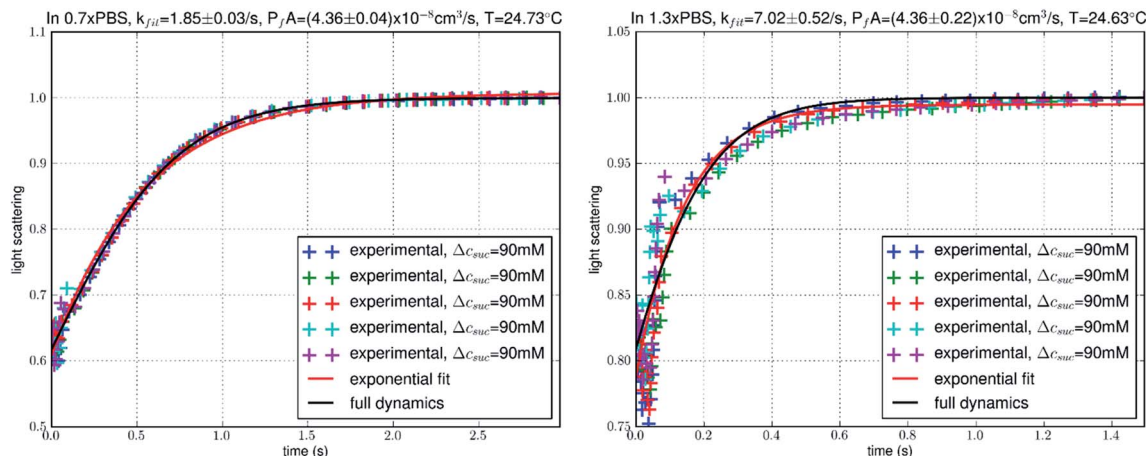 In 0.7xPBS, k_fit=1.85±0.03/s, P_fA=(4.36±0.04)x10⁻⁸cm³/s, T=24.73°C
1.1
1.0
0.9
0.8
0.7
0.6
0.5
light scattering
0.0 0.5 1.0 1.5 2.0 2.5
time (s)
experimental, Δc_suc=90mM
experimental, Δc_suc=90mM
experimental, Δc_suc=90mM
experimental, Δc_suc=90mM
experimental, Δc_suc=90mM
exponential fit
full dynamics
In 1.3xPBS, k_fit=7.02±0.52/s, P_fA=(4.36±0.22)x10⁻⁸cm³/s, T=24.63°C
1.05
1.00
0.95
0.90
0.85
0.80
0.75
light scattering
0.0 0.2 0.4 0.6 0.8 1.0 1.2 1.4
time (s)
experimental, Δc_suc=90mM
experimental, Δc_suc=90mM
experimental, Δc_suc=90mM
experimental, Δc_suc=90mM
experimental, Δc_suc=90mM
exponential fit
full dynamics